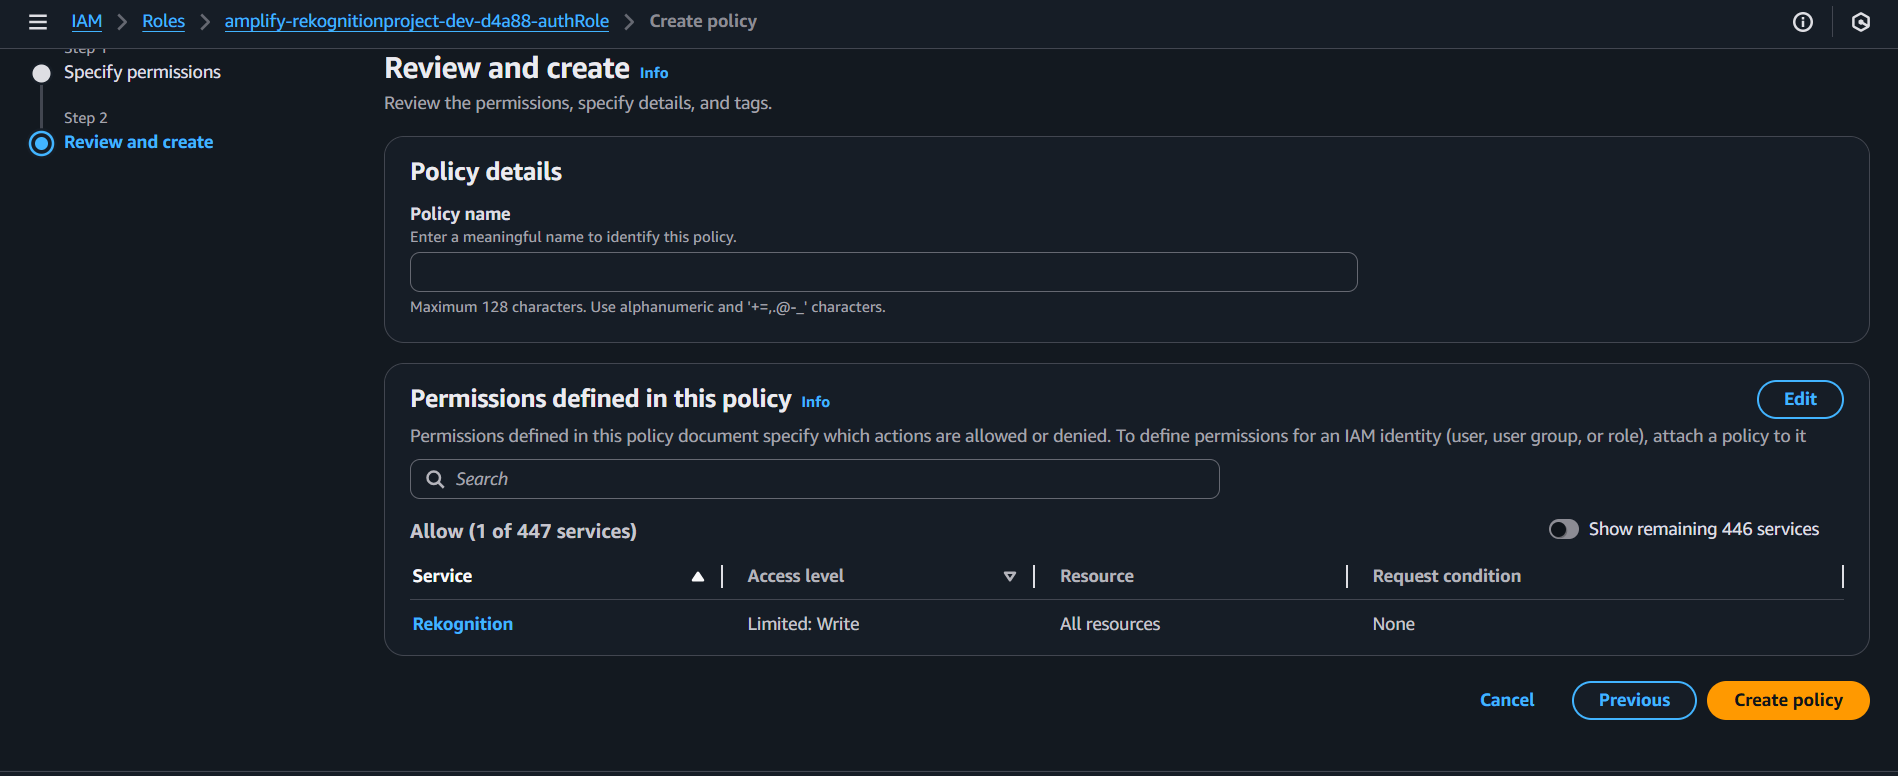 IAM > Roles > amplify-rekognitionproject-dev-d4a88-authRole > Create policy
Step 1
Specify permissions
Step 2
Review and create
Review and create Info
Review the permissions, specify details, and tags.
Policy details
Policy name
Enter a meaningful name to identify this policy.
Maximum 128 characters. Use alphanumeric and '+=,.@-_' characters.
Permissions defined in this policy Info
Edit
Permissions defined in this policy document specify which actions are allowed or denied. To define permissions for an IAM identity (user, user group, or role), attach a policy to it
Search
Allow (1 of 447 services)
Show remaining 446 services
Service Access level Resource Request condition
Rekognition Limited: Write All resources None
Cancel Previous Create policy